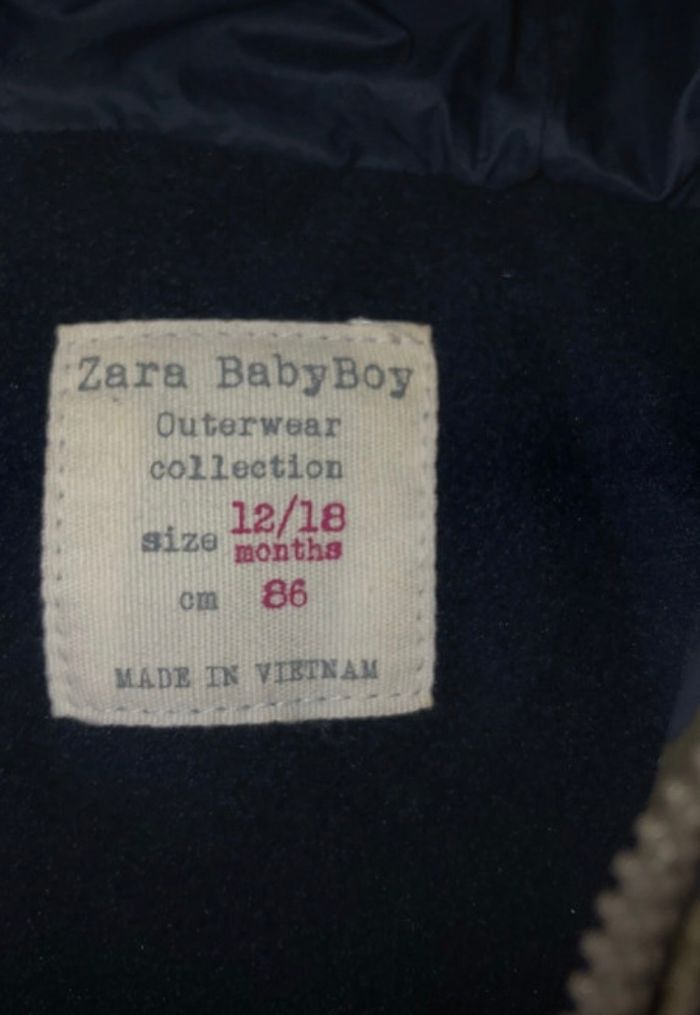 Zara BabyBoy
Outerwear
collection
size 12/18
months
cm 86
MADE IN VIETNAM